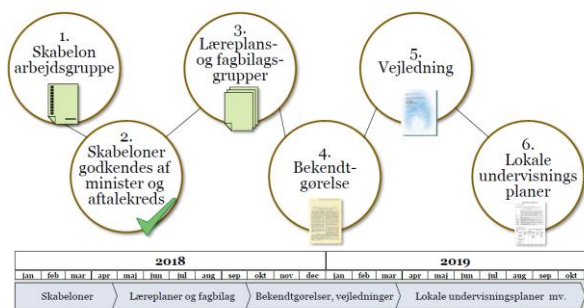 1.
Skabelon
arbejdsgruppe
2.
Skabeloner
godkendes af
minister og
aftalekreds
3.
Læreplans-
og fagbilags-
grupper
4.
Bekendt-
gørelse
5.
Vejledning
6.
Lokale
undervisnings
planer
2018 2019
jan feb mar apr maj jun jul aug sep okt nov dec jan feb mar apr maj jun jul aug sep okt
Skabeloner Læreplaner og fagbilag Bekendtgørelser, vejledninger Lokale undervisningsplaner mv.